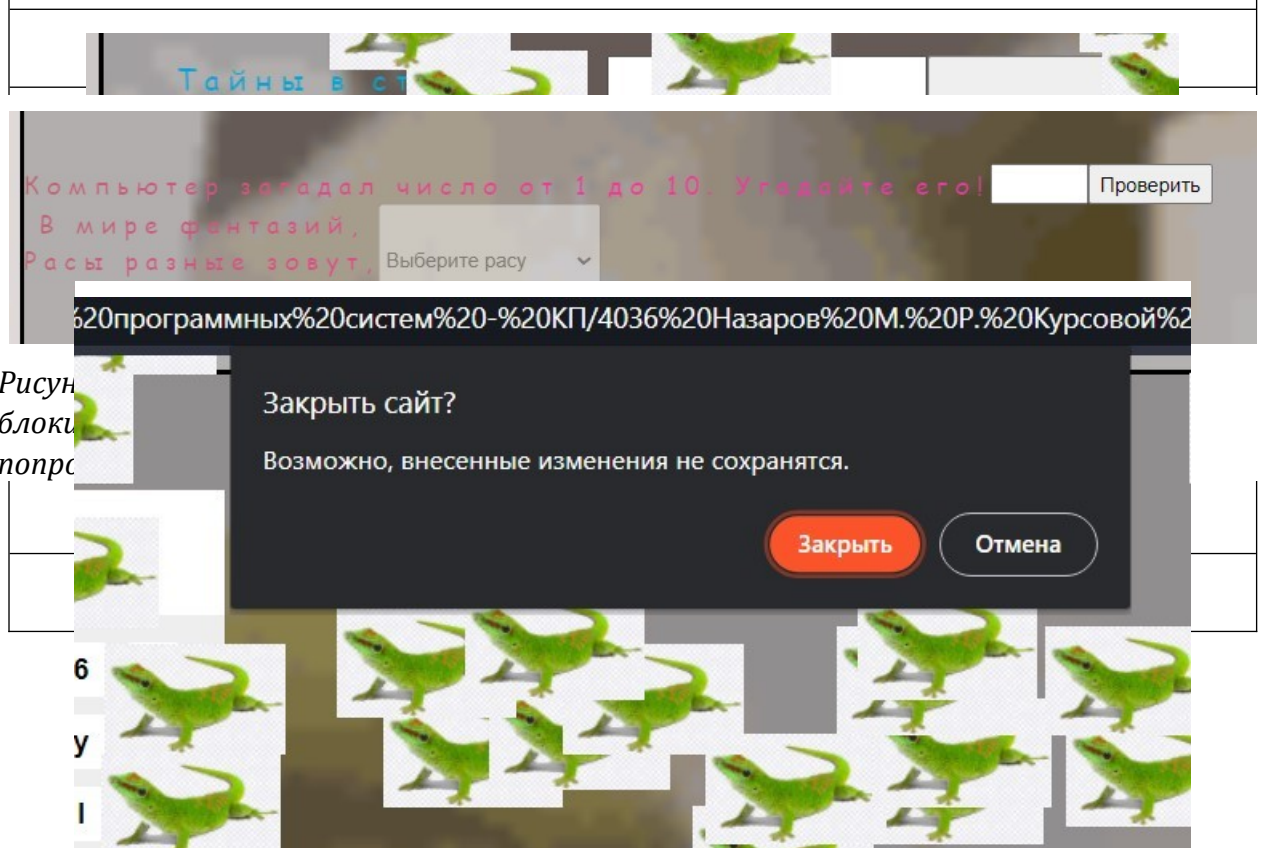 Тайны в ст
Компьютер загадал число от 1 до 10. Угадайте его! Проверить
В мире фантазий,
Расы разные зовут, Выберите расу
%20программных%20систем%20-%20КП/4036%20Назаров%20М.%20Р.%20Курсовой%2
Рисун
Закрыть сайт?
блоки
Возможно, внесенные изменения не сохранятся.
попро
Закрыть Отмена
6
у
l